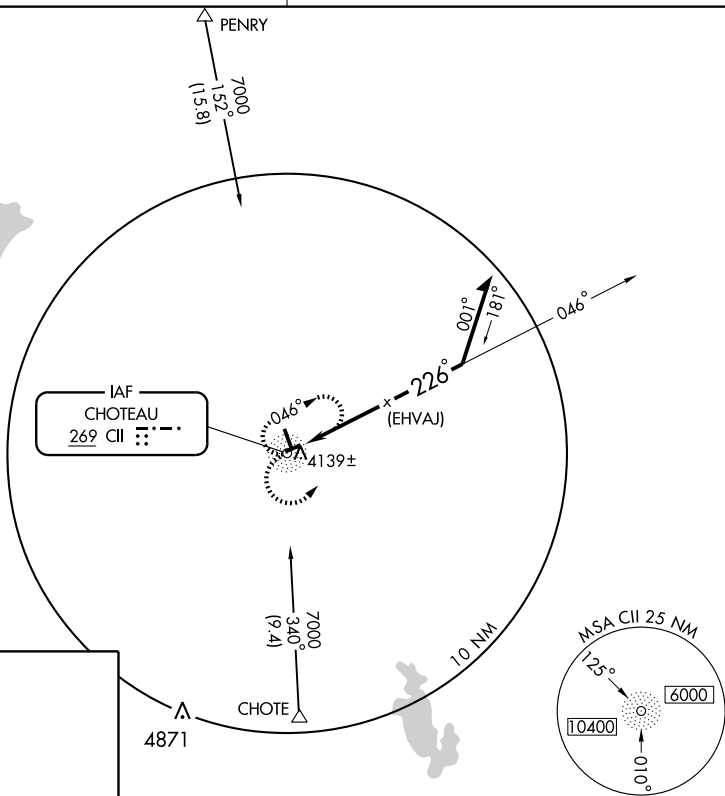 PENRY
7000
152°
(15.8)
046°
001°
181°
226°
(EHVAJ)
IAF
CHOTEAU
269 CII
046°
4139±
7000
340°
(9.4)
10 NM
CHOTE
4871
MSA CII 25 NM
125°
6000
10400
010°